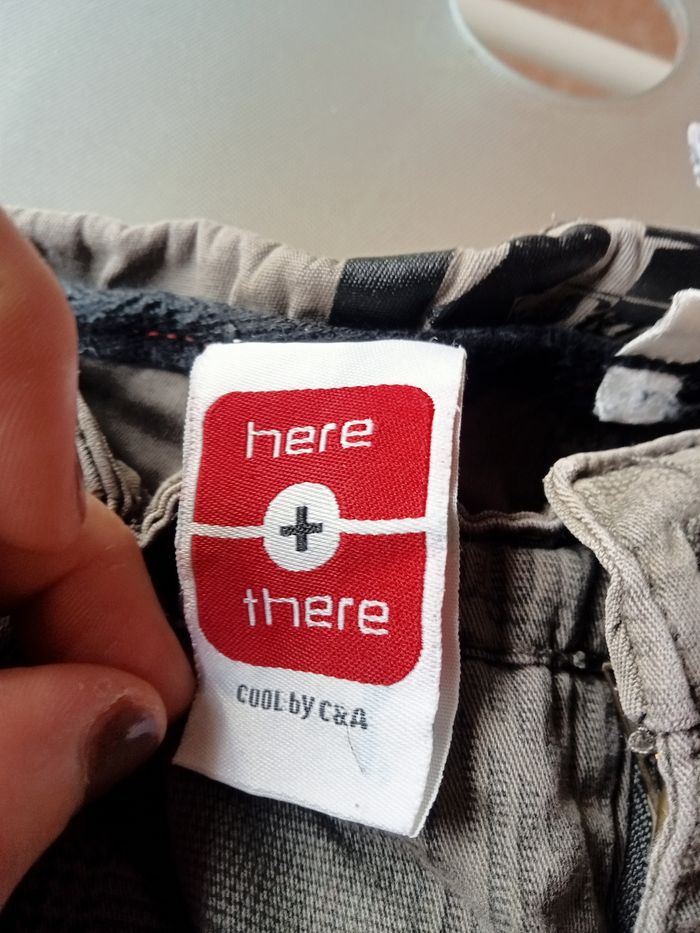 here
+
there
COOL by C&A